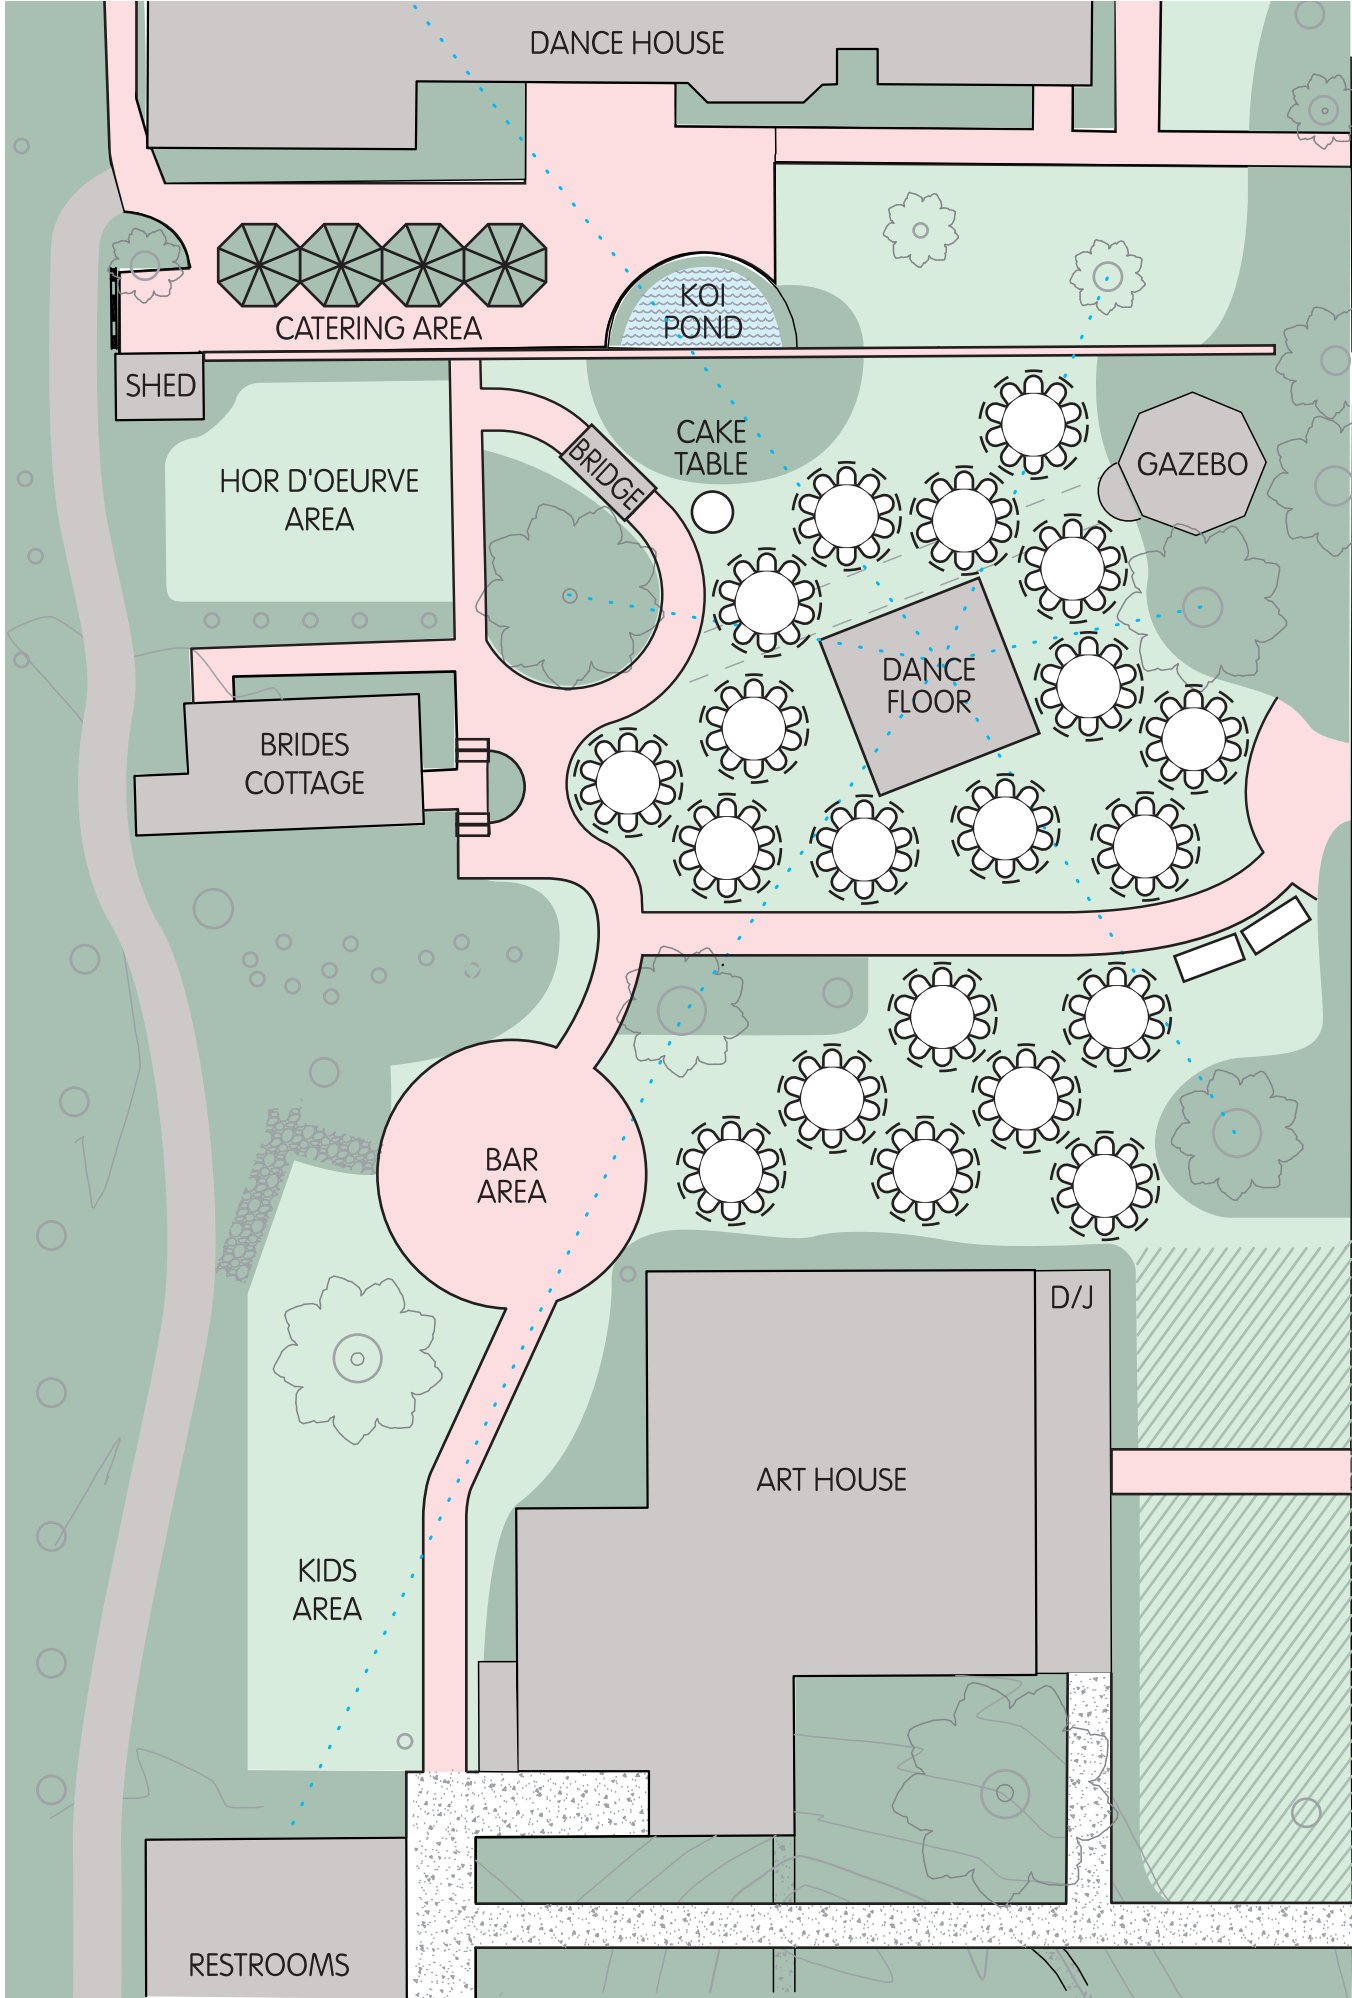 DANCE HOUSE
KOI
POND
CATERING AREA
SHED
CAKE
TABLE
BRIDGE
GAZEBO
HOR D'OEURVE
AREA
DANCE
FLOOR
BRIDES
COTTAGE
BAR
AREA
D/J
ART HOUSE
KIDS
AREA
RESTROOMS